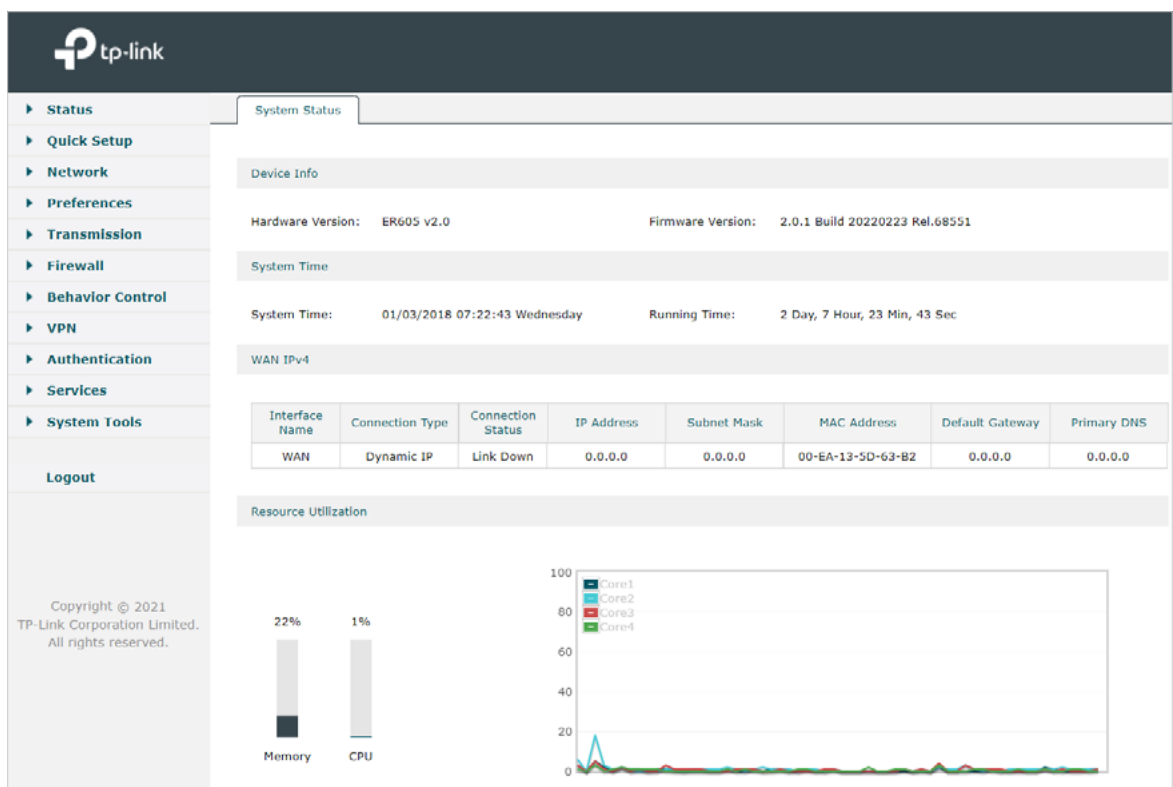 tp-link
Status
Quick Setup
Network
Preferences
Transmission
Firewall
Behavior Control
VPN
Authentication
Services
System Tools
Logout
Copyright © 2021
TP-Link Corporation Limited.
All rights reserved.
System Status
Device Info
Hardware Version: ER605 v2.0 Firmware Version: 2.0.1 Build 20220223 Rel.68551
System Time
System Time: 01/03/2018 07:22:43 Wednesday Running Time: 2 Day, 7 Hour, 23 Min, 43 Sec
WAN IPv4
Interface Name Connection Type Connection Status IP Address Subnet Mask MAC Address Default Gateway Primary DNS
WAN Dynamic IP Link Down 0.0.0.0 0.0.0.0 00-EA-13-5D-63-B2 0.0.0.0 0.0.0.0
Resource Utilization
22% 1%
Memory CPU
100
80
60
40
20
0
Core1
Core2
Core3
Core4